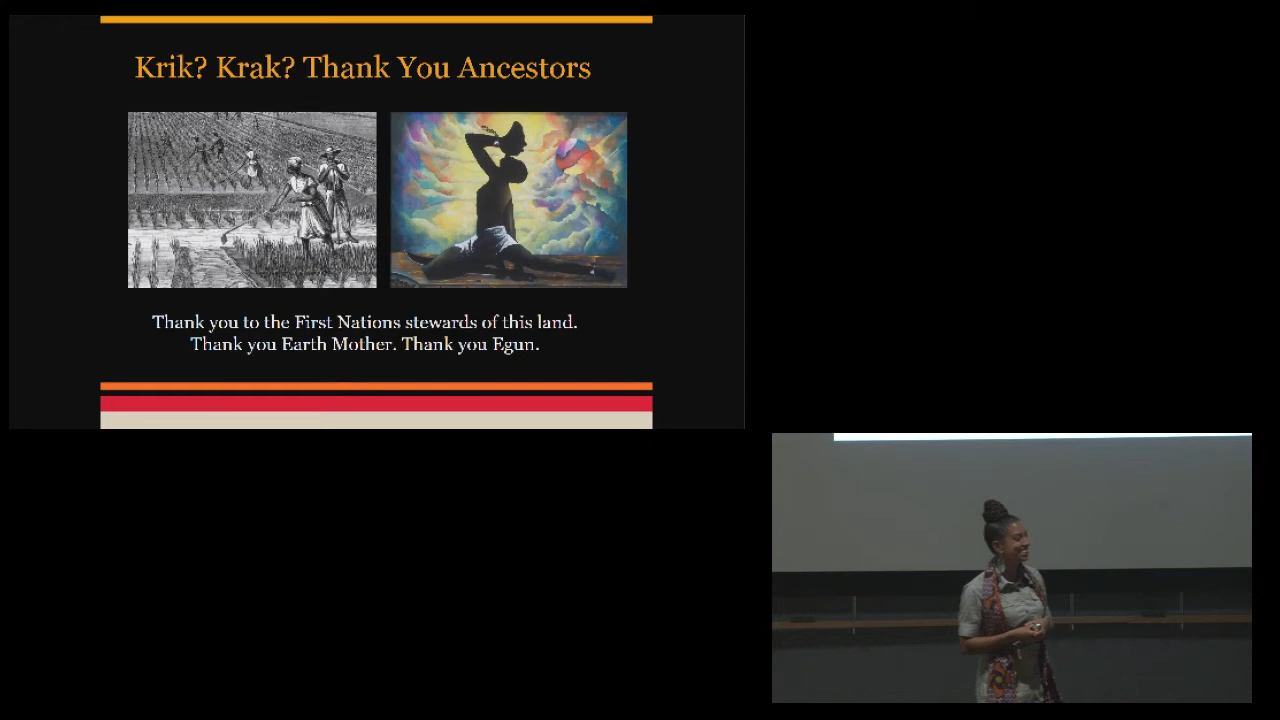 Krik? Krak? Thank You Ancestors
Thank you to the First Nations stewards of this land.
Thank you Earth Mother. Thank you Egun.